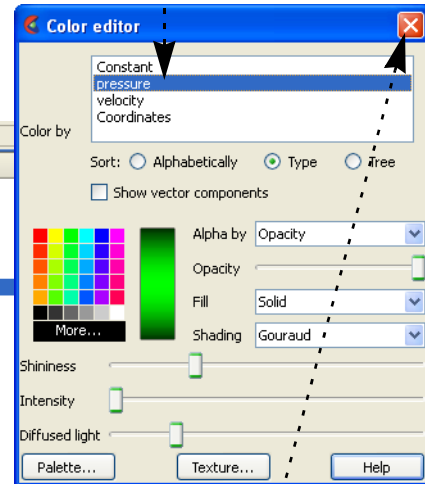 Color editor
Constant
pressure
velocity
Coordinates
Color by
Sort: Alphabetically Type Tree
Show vector components
Alpha by Opacity
Opacity
Fill Solid
More... Shading Gouraud
Shininess
Intensity
Diffused light
Palette... Texture... Help